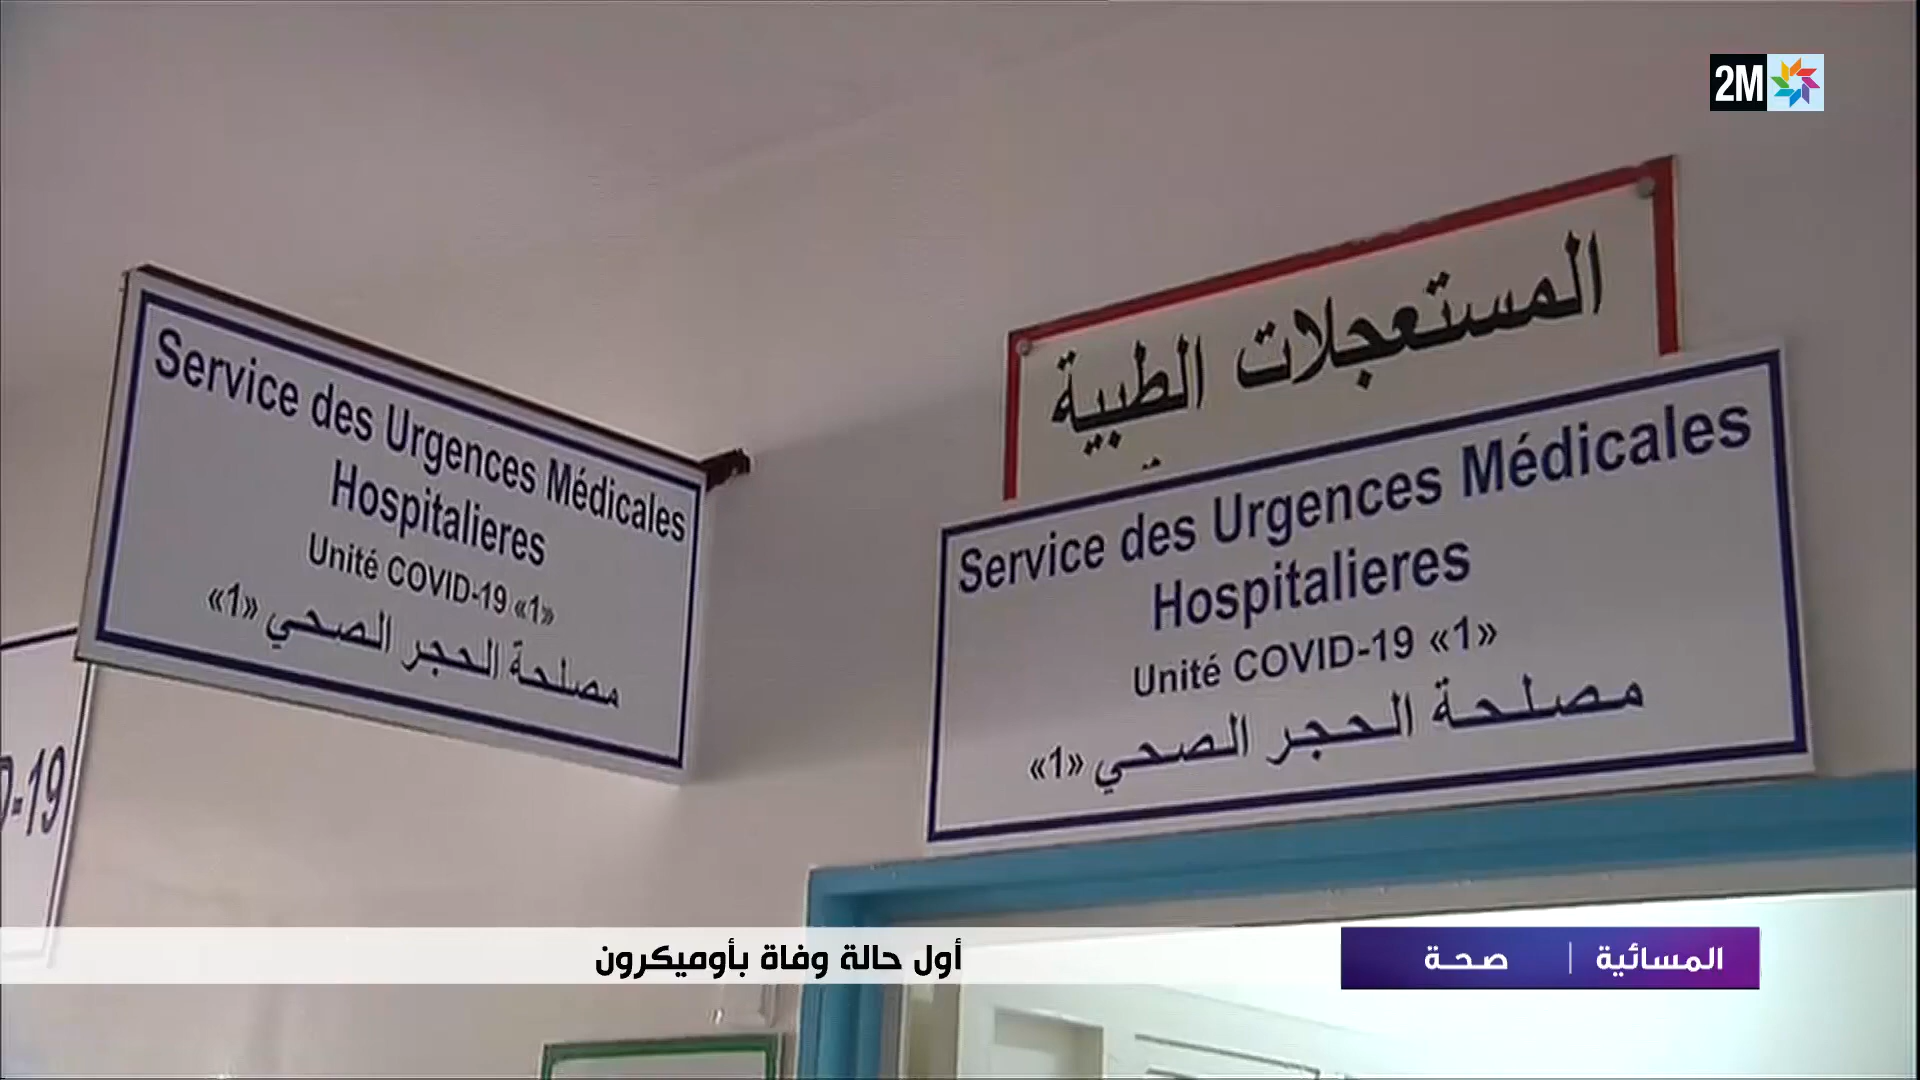 2M
المستعجلات الطبية
Service des Urgences Médicales
Hospitalieres
Unité COVID-19 «1»
مصلحة الحجر الصحي «1»
Service des Urgences Médicales
Hospitalieres
Unité COVID-19 «1»
مصلحة الحجر الصحي «1»
D-19
المسائية | صحة
أول حالة وفاة بأوميكرون